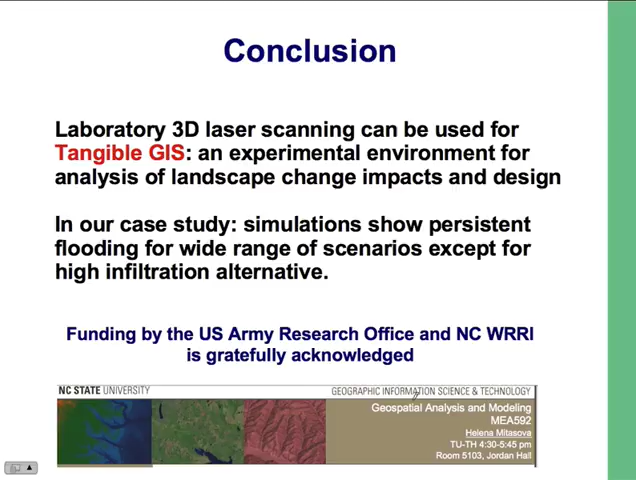 Conclusion
Laboratory 3D laser scanning can be used for
Tangible GIS: an experimental environment for
analysis of landscape change impacts and design
In our case study: simulations show persistent
flooding for wide range of scenarios except for
high infiltration alternative.
Funding by the US Army Research Office and NC WRRI
is gratefully acknowledged
NC STATE UNIVERSITY
GEOGRAPHIC INFORMATION SCIENCE & TECHNOLOGY
Geospatial Analysis and Modeling
MEA592
Helena Mitasova
TU-TH 4:30-5:45 pm
Room 5103, Jordan Hall